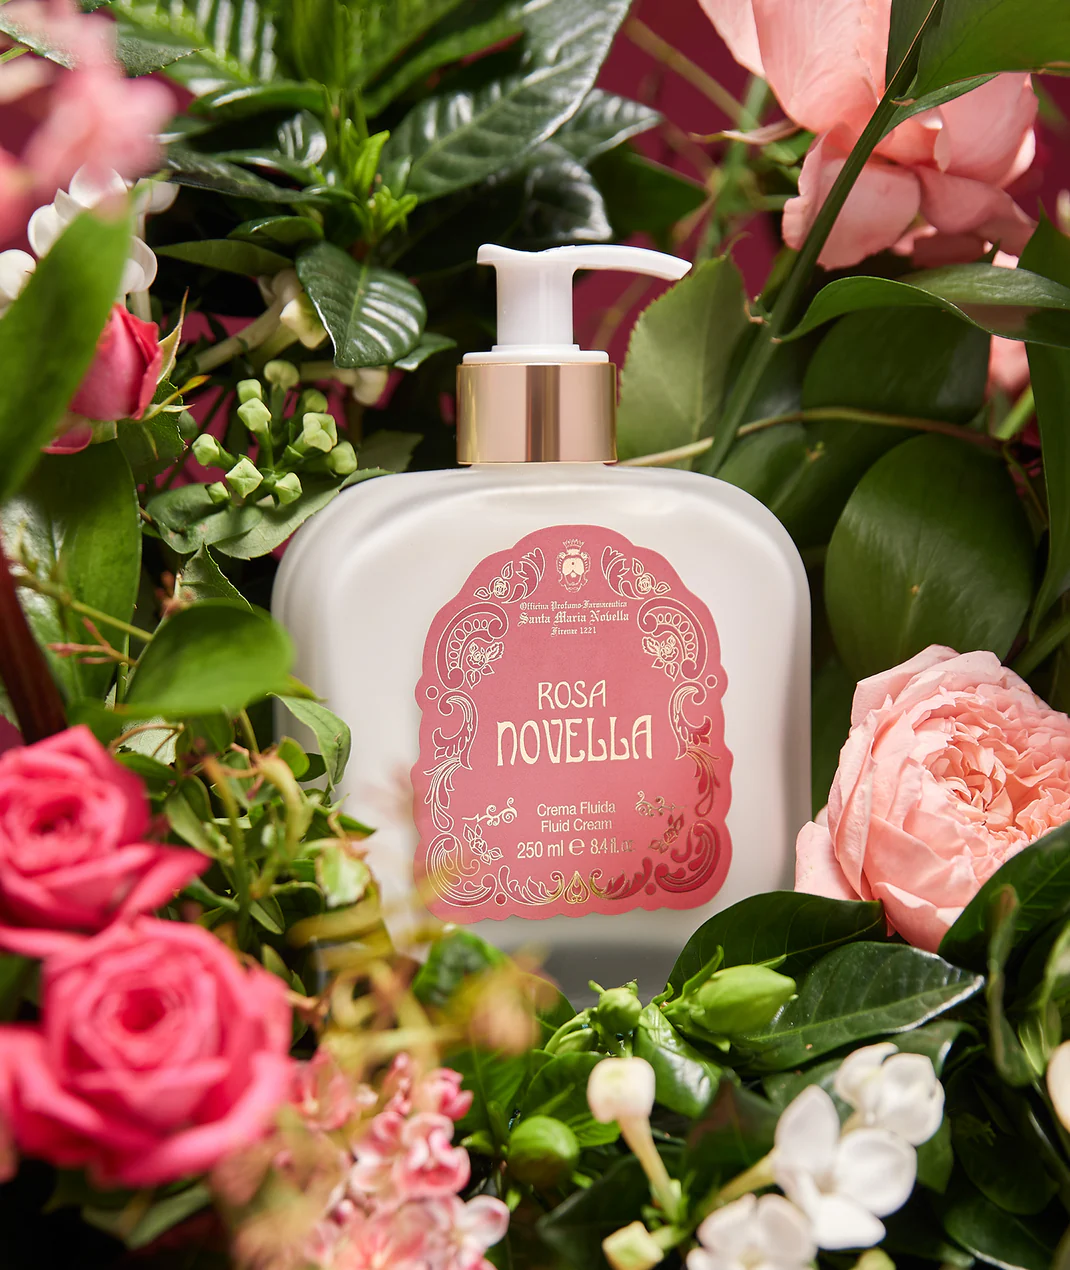 Officina Profumo-Farmaceutica
Santa Maria Novella
Firenze 1221
ROSA
NOVELLA
Crema Fluida
Fluid Cream
250 ml ℮ 8.4 fl. oz.